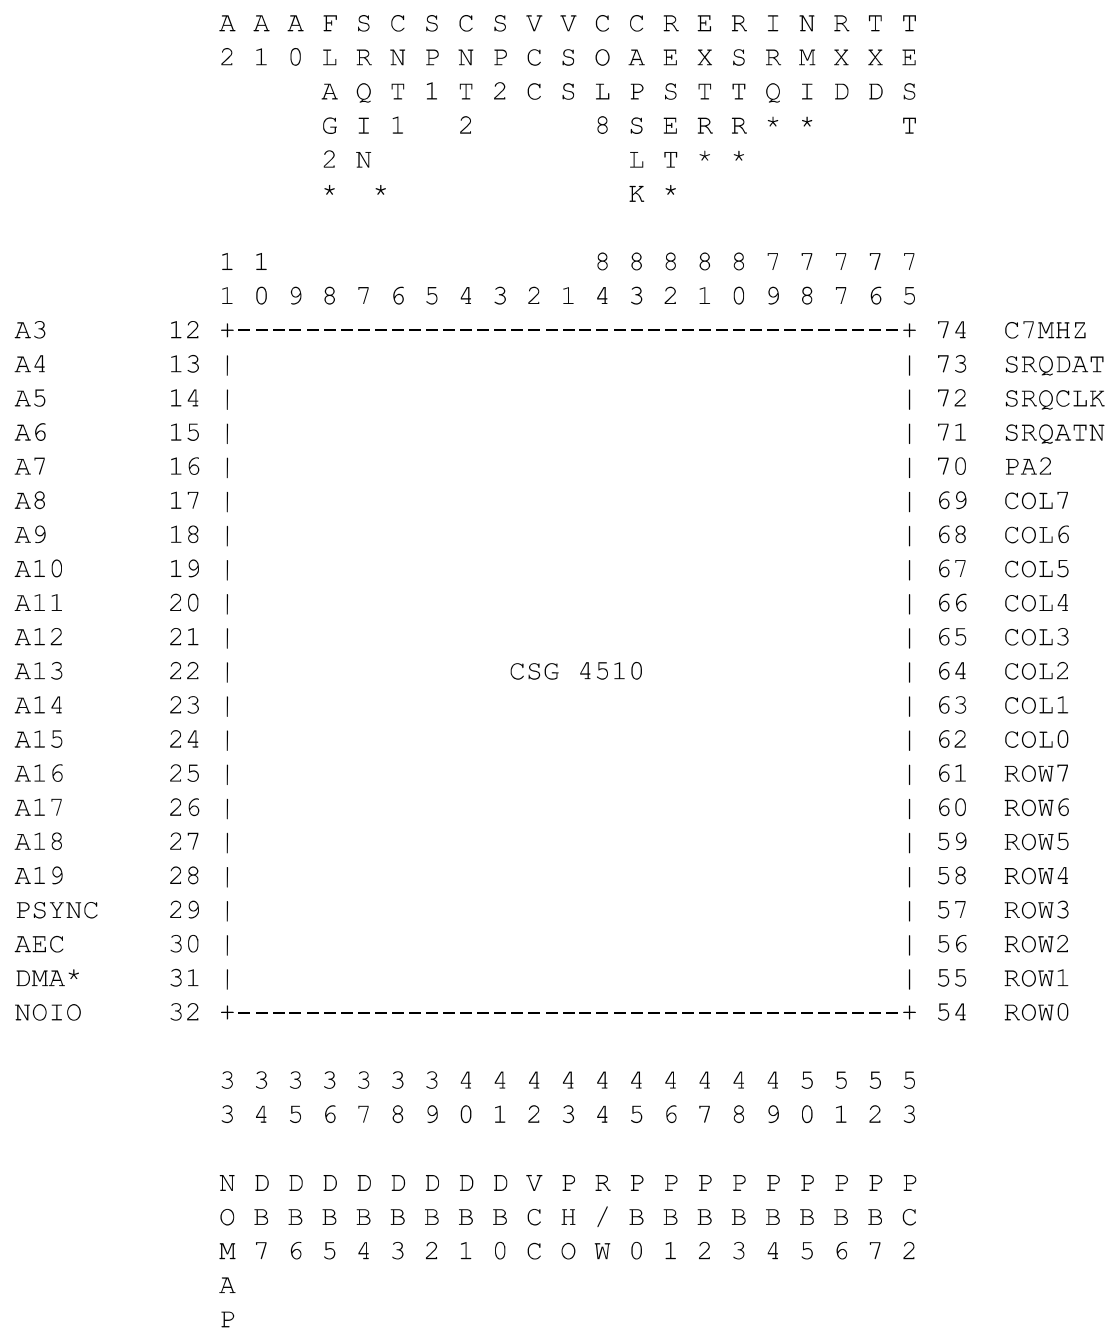 A A A F S C S C S V V C C R E R I N R T T
2 1 0 L R N P N P C S O A E X S R M X X E
A Q T 1 T 2 C S L P S T T Q I D D S
G I 1 2 8 S E R R * * T
2 N L T * *
* * K *
1 1 8 8 8 8 8 7 7 7 7 7
1 0 9 8 7 6 5 4 3 2 1 4 3 2 1 0 9 8 7 6 5
A3 12 +----------------------------------------+ 74 C7MHZ
A4 13 | | 73 SRQDAT
A5 14 | | 72 SRQCLK
A6 15 | | 71 SRQATN
A7 16 | | 70 PA2
A8 17 | | 69 COL7
A9 18 | | 68 COL6
A10 19 | | 67 COL5
A11 20 | | 66 COL4
A12 21 | | 65 COL3
A13 22 | CSG 4510 | 64 COL2
A14 23 | | 63 COL1
A15 24 | | 62 COL0
A16 25 | | 61 ROW7
A17 26 | | 60 ROW6
A18 27 | | 59 ROW5
A19 28 | | 58 ROW4
PSYNC 29 | | 57 ROW3
AEC 30 | | 56 ROW2
DMA* 31 | | 55 ROW1
NOIO 32 +----------------------------------------+ 54 ROW0
3 3 3 3 3 3 3 4 4 4 4 4 4 4 4 4 4 5 5 5 5
3 4 5 6 7 8 9 0 1 2 3 4 5 6 7 8 9 0 1 2 3
N D D D D D D D D V P R P P P P P P P P P
O B B B B B B B B C H / B B B B B B B B C
M 7 6 5 4 3 2 1 0 C O W 0 1 2 3 4 5 6 7 2
A
P